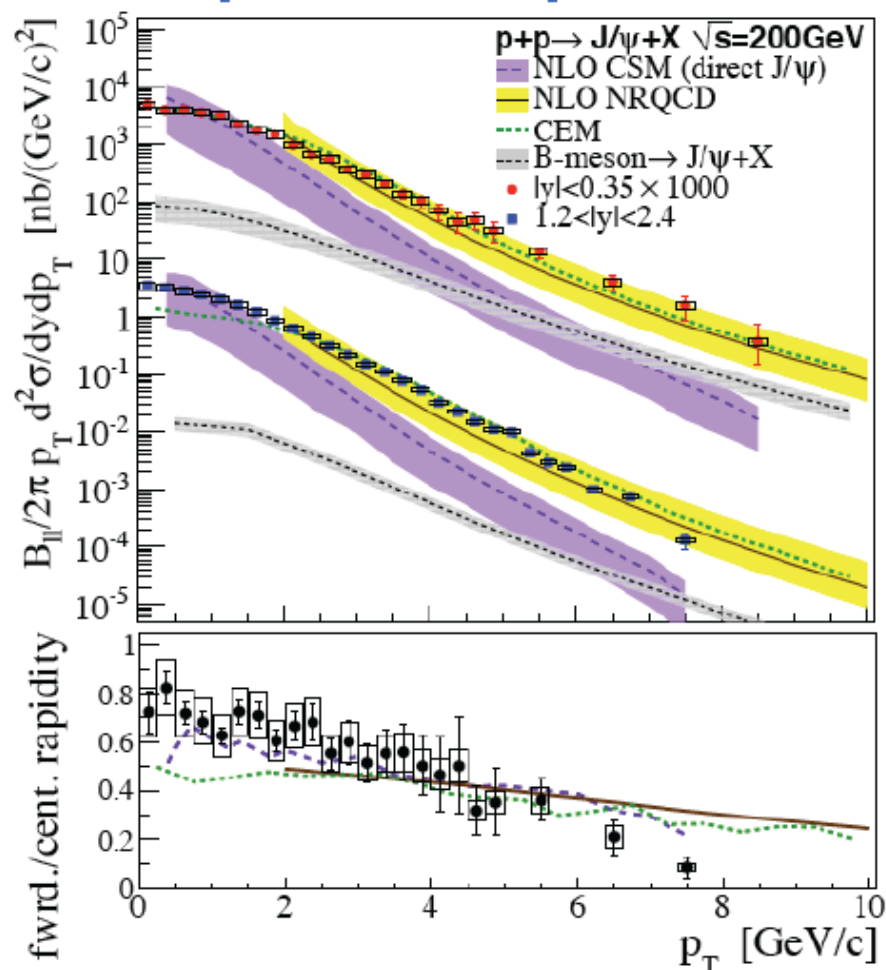 p+p→ J/ψ+X √s=200GeV
NLO CSM (direct J/ψ)
NLO NRQCD
CEM
B-meson→ J/ψ+X
|y|<0.35 × 1000
1.2<|y|<2.4
B_ll/2π p_T d²σ/dydp_T [nb/(GeV/c)²]
10⁵
10⁴
10³
10²
10
1
10⁻¹
10⁻²
10⁻³
10⁻⁴
10⁻⁵
fwrd./cent. rapidity
1
0.8
0.6
0.4
0.2
0
0 2 4 6 8 10
p_T [GeV/c]